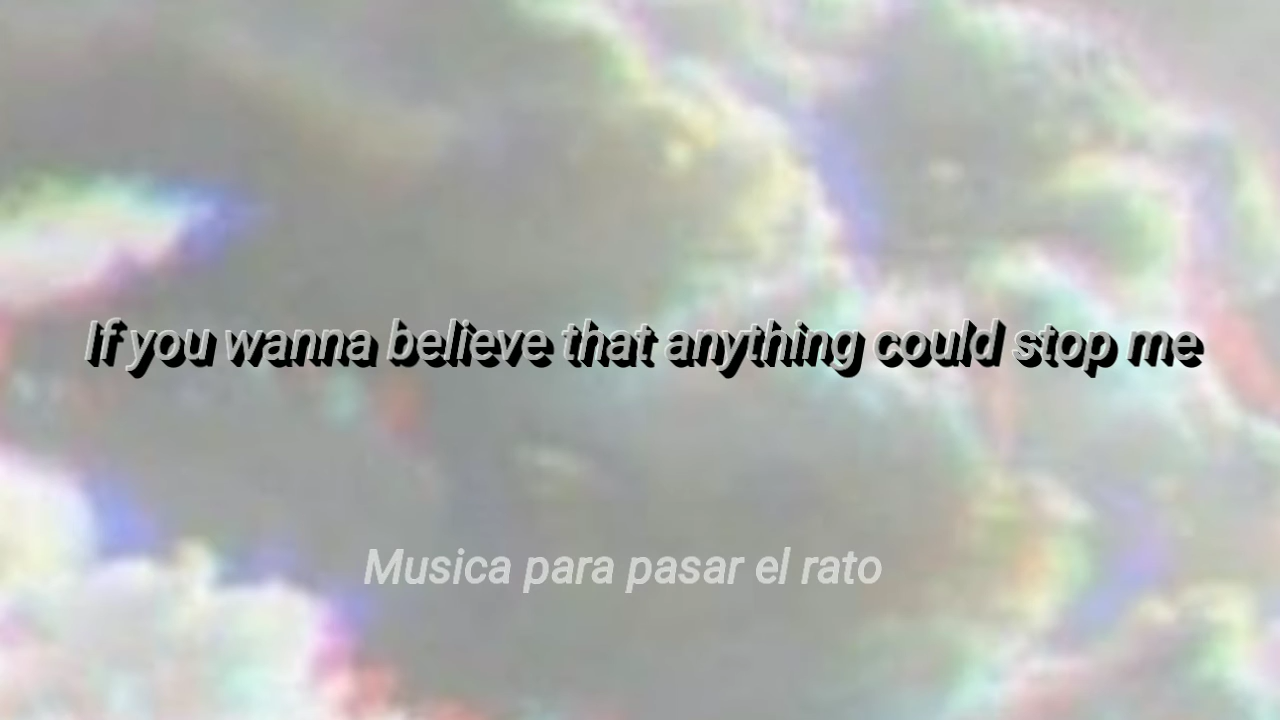 If you wanna believe that anything could stop me
Musica para pasar el rato